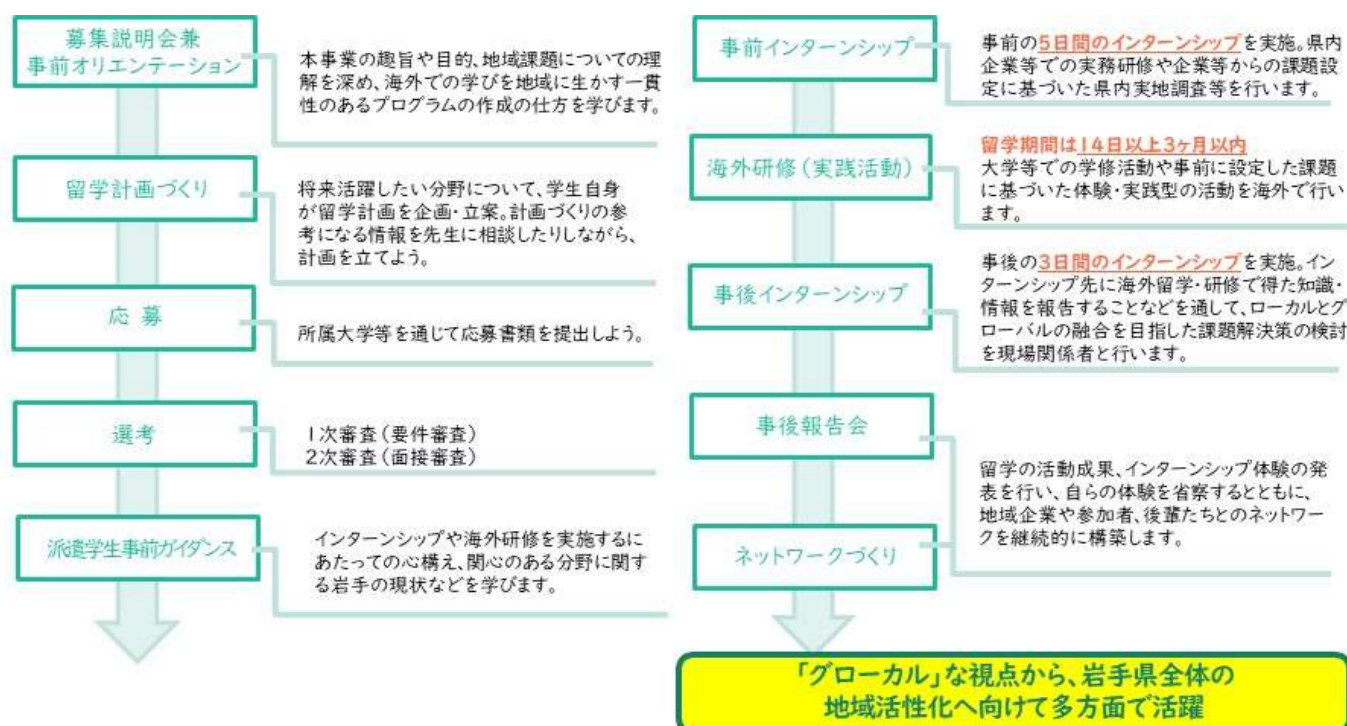 募集説明会兼
事前オリエンテーション
本事業の趣旨や目的、地域課題についての理
解を深め、海外での学びを地域に生かす一貫
性のあるプログラムの作成の仕方を学びます。
留学計画づくり
将来活躍したい分野について、学生自身
が留学計画を企画・立案。計画づくりの参
考になる情報を先生に相談したりしながら、
計画を立てよう。
応 募
所属大学等を通じて応募書類を提出しよう。
選考
1次審査(要件審査)
2次審査(面接審査)
派遣学生事前ガイダンス
インターンシップや海外研修を実施するに
あたっての心構え、関心のある分野に関す
る岩手の現状などを学びます。
事前インターンシップ
事前の5日間のインターンシップを実施。県内
企業等での実務研修や企業等からの課題設
定に基づいた県内実地調査等を行います。
海外研修(実践活動)
留学期間は14日以上3ヶ月以内
大学等での学修活動や事前に設定した課題
に基づいた体験・実践型の活動を海外で行い
ます。
事後インターンシップ
事後の3日間のインターンシップを実施。イン
ターンシップ先に海外留学・研修で得た知識・
情報を報告することなどを通して、ローカルとグ
ローバルの融合を目指した課題解決策の検討
を現場関係者と行います。
事後報告会
留学の活動成果、インターンシップ体験の発
表を行い、自らの体験を省察するとともに、
地域企業や参加者、後輩たちとのネットワー
クを継続的に構築します。
ネットワークづくり
「グローカル」な視点から、岩手県全体の
地域活性化へ向けて多方面で活躍